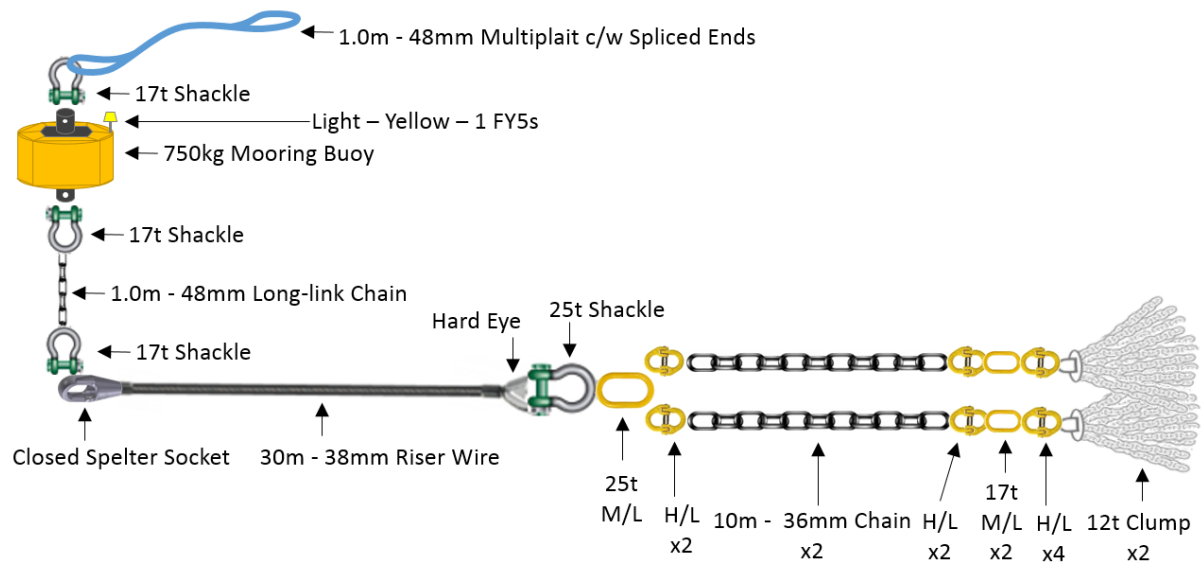 1.0m - 48mm Multiplait c/w Spliced Ends
17t Shackle
Light – Yellow – 1 FY5s
750kg Mooring Buoy
17t Shackle
1.0m - 48mm Long-link Chain
25t Shackle
Hard Eye
17t Shackle
Closed Spelter Socket
30m - 38mm Riser Wire
25t
M/L
H/L
x2
10m - 36mm Chain
x2
H/L
x2
17t
M/L
x2
H/L
x4
12t Clump
x2